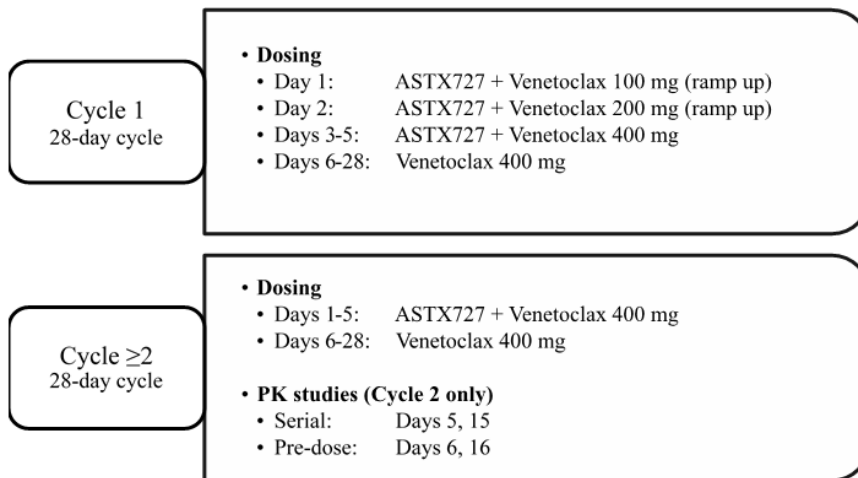 Cycle 1
28-day cycle
• Dosing
• Day 1: ASTX727 + Venetoclax 100 mg (ramp up)
• Day 2: ASTX727 + Venetoclax 200 mg (ramp up)
• Days 3-5: ASTX727 + Venetoclax 400 mg
• Days 6-28: Venetoclax 400 mg
Cycle ≥2
28-day cycle
• Dosing
• Days 1-5: ASTX727 + Venetoclax 400 mg
• Days 6-28: Venetoclax 400 mg
• PK studies (Cycle 2 only)
• Serial: Days 5, 15
• Pre-dose: Days 6, 16